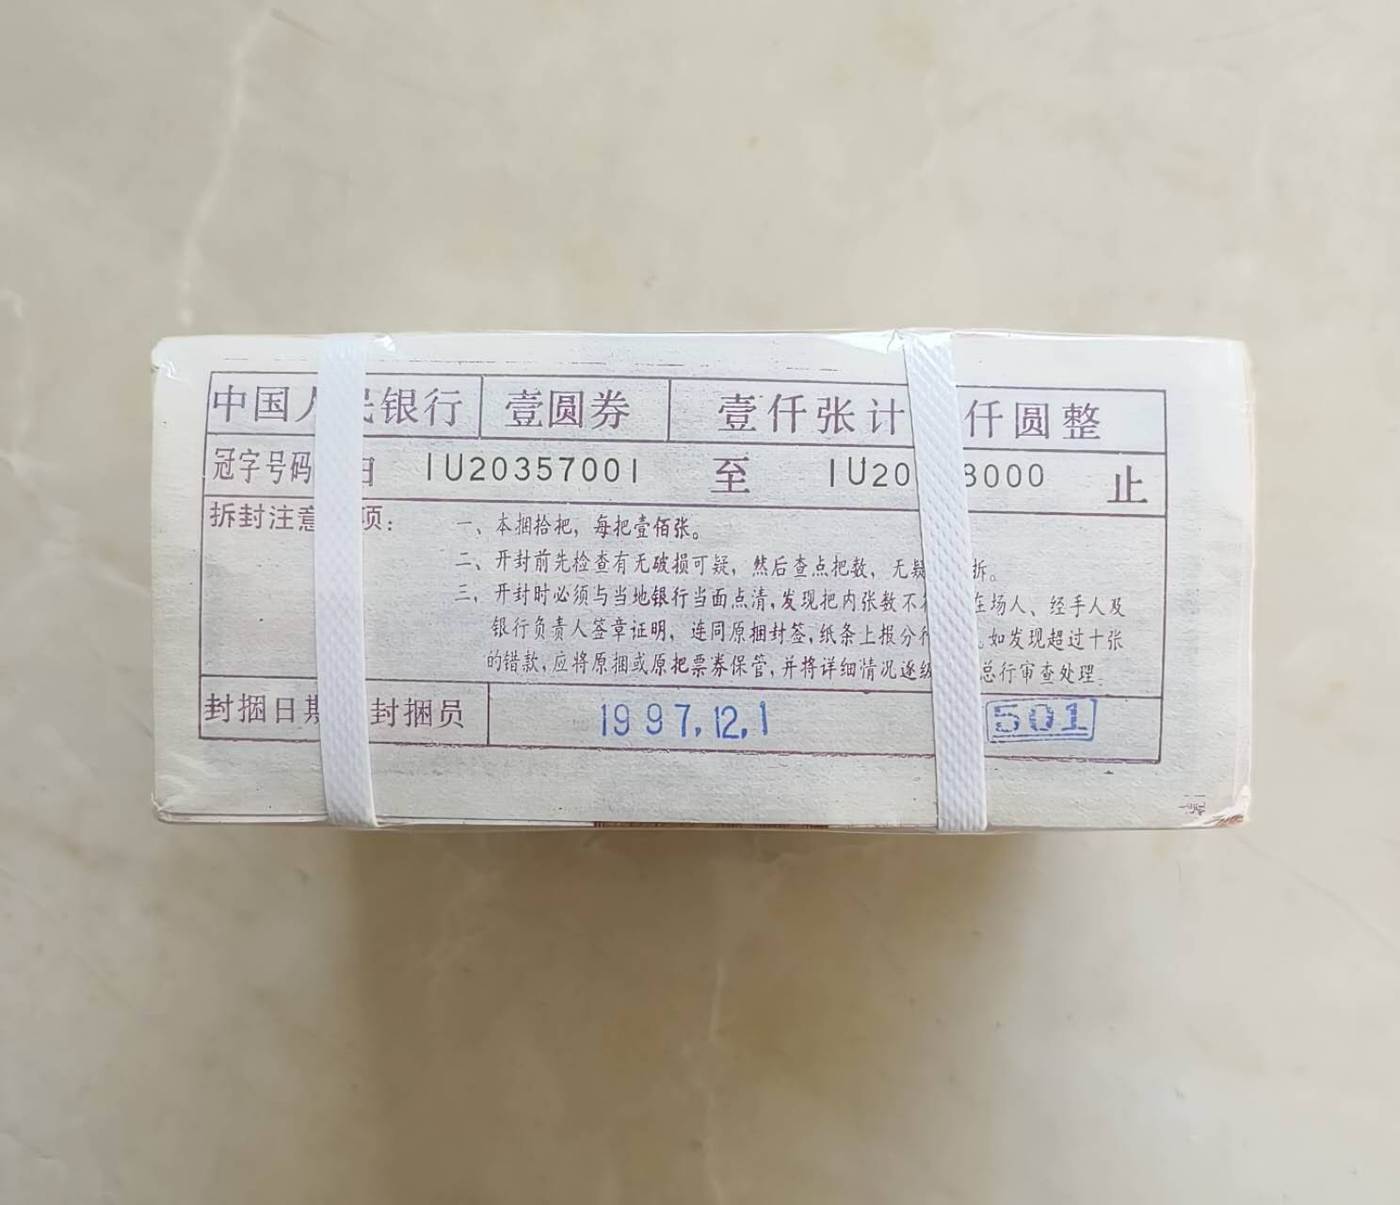 中国人民银行 壹圆券 壹仟张计 仟圆整
冠字号码 IU20357001 至 IU20 8000 止
拆封注意 项：
一、本捆拾把，每把壹佰张。
二、开封前先检查有无破损可疑，然后查点把数，无疑 拆。
三、开封时必须与当地银行当面点清，发现把内张数不 在场人、经手人及
银行负责人签章证明，连同原捆封签，纸条上报分行 。如发现超过十张
的错款，应将原捆或原把票券保管，并将详细情况逐级 总行审查处理。
封捆日期 封捆员 1997.12.1 501